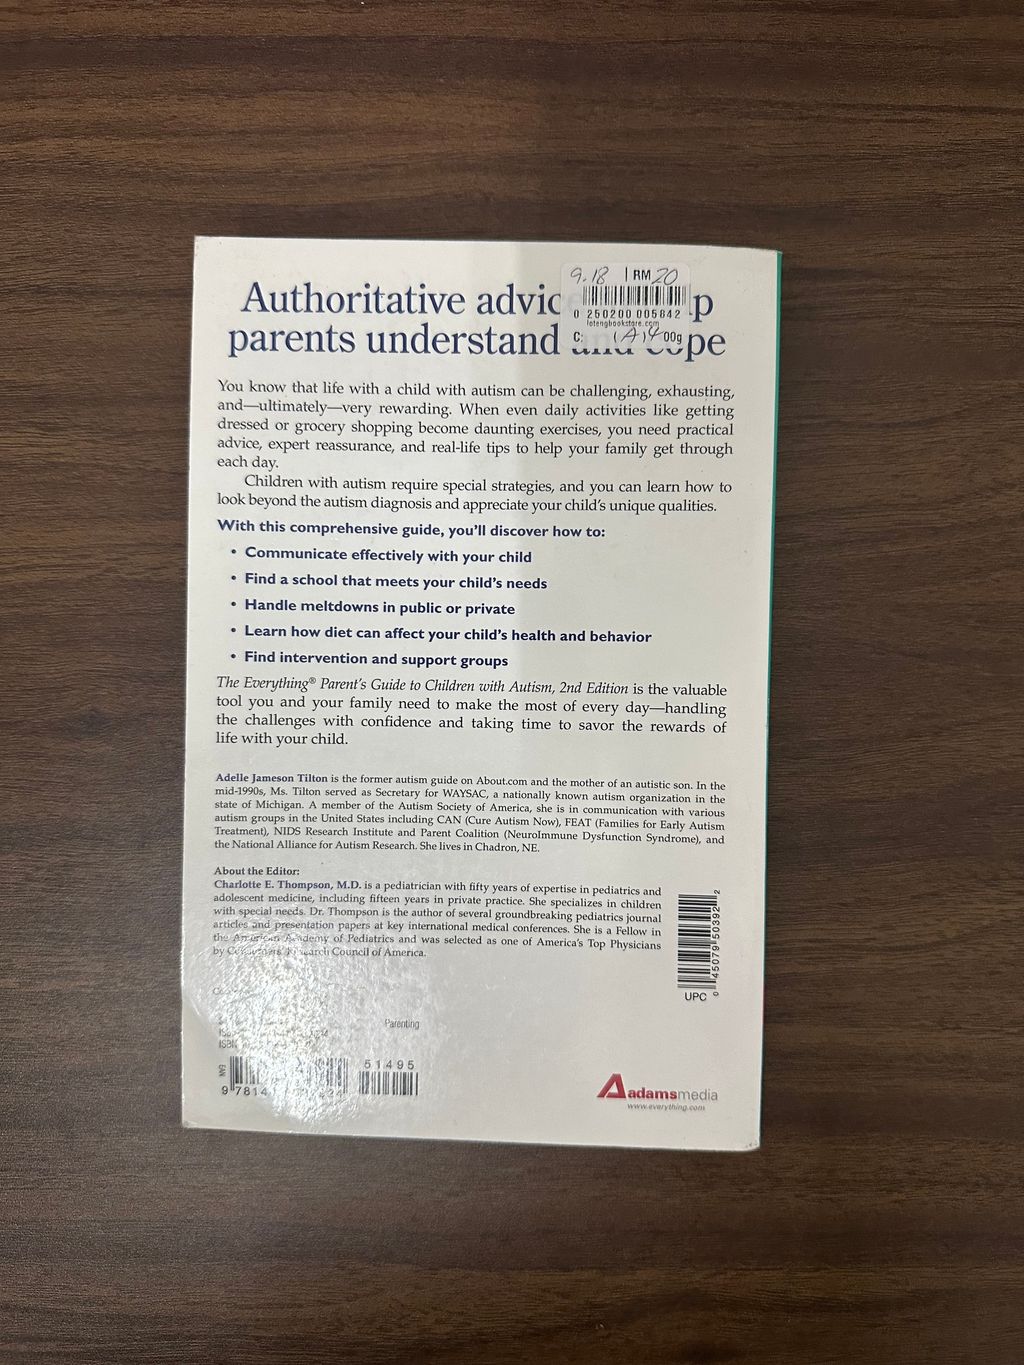 Authoritative
parents understand
9.18 RM 20
0 250200 005842
lotengbookstore.com
C: (A)4 00g
You know that life with a child with autism can be challenging, exhausting,
and—ultimately—very rewarding. When even daily activities like getting
dressed or grocery shopping become daunting exercises, you need practical
advice, expert reassurance, and real-life tips to help your family get through
each day.
Children with autism require special strategies, and you can learn how to
look beyond the autism diagnosis and appreciate your child's unique qualities.
With this comprehensive guide, you'll discover how to:
• Communicate effectively with your child
• Find a school that meets your child's needs
• Handle meltdowns in public or private
• Learn how diet can affect your child's health and behavior
• Find intervention and support groups
The Everything® Parent's Guide to Children with Autism, 2nd Edition is the valuable
tool you and your family need to make the most of every day—handling
the challenges with confidence and taking time to savor the rewards of
life with your child.
Adelle Jameson Tilton is the former autism guide on About.com and the mother of an autistic son. In the
mid-1990s, Ms. Tilton served as Secretary for WAYSAC, a nationally known autism organization in the
state of Michigan. A member of the Autism Society of America, she is in communication with various
autism groups in the United States including CAN (Cure Autism Now), FEAT (Families for Early Autism
Treatment), NIDS Research Institute and Parent Coalition (NeuroImmune Dysfunction Syndrome), and
the National Alliance for Autism Research. She lives in Chadron, NE.
About the Editor:
Charlotte E. Thompson, M.D. is a pediatrician with fifty years of expertise in pediatrics and
adolescent medicine, including fifteen years in private practice. She specializes in children
with special needs. Dr. Thompson is the author of several groundbreaking pediatrics journal
articles and presentation papers at key international medical conferences. She is a Fellow in
the American Academy of Pediatrics and was selected as one of America's Top Physicians
by Consumers' Research Council of America.
0 45079 50392 2
UPC
Parenting
EAN
51495
adamsmedia
www.everything.com